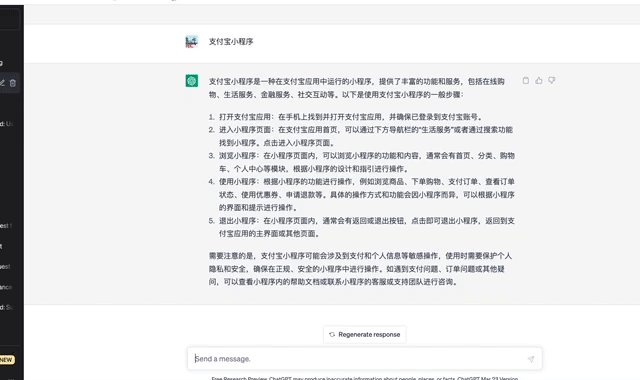 支付宝小程序
支付宝小程序是一种在支付宝应用中运行的小程序，提供了丰富的功能和服务，包括在线购
物、生活服务、金融服务、社交互动等。以下是使用支付宝小程序的一般步骤：
1. 打开支付宝应用：在手机上找到并打开支付宝应用，并确保已登录到支付宝账号。
2. 进入小程序页面：在支付宝应用首页，可以通过下方导航栏的“生活服务”或者通过搜索功能
找到小程序。点击进入小程序页面。
3. 浏览小程序：在小程序页面内，可以浏览小程序的功能和内容，通常会有首页、分类、购物
车、个人中心等模块，根据小程序的设计和指引进行操作。
4. 使用小程序：根据小程序的功能进行操作，例如浏览商品、下单购物、支付订单、查看订单
状态、使用优惠券、申请退款等。具体的操作方式和功能会因小程序而异，可以根据小程序
的界面和提示进行操作。
5. 退出小程序：在小程序页面内，通常会有返回或退出按钮，点击即可退出小程序，返回到支
付宝应用的主界面或其他页面。
需要注意的是，支付宝小程序可能会涉及到支付和个人信息等敏感操作，使用时需要保护个人
隐私和安全，确保在正规、安全的小程序中进行操作。如遇到支付问题、订单问题或其他疑
问，可以查看小程序内的帮助文档或联系小程序的客服或支持团队进行咨询。
Regenerate response
Send a message.
NEW
Free Research Preview. ChatGPT may produce inaccurate information about people, places, or facts. ChatGPT Mar 23 Version